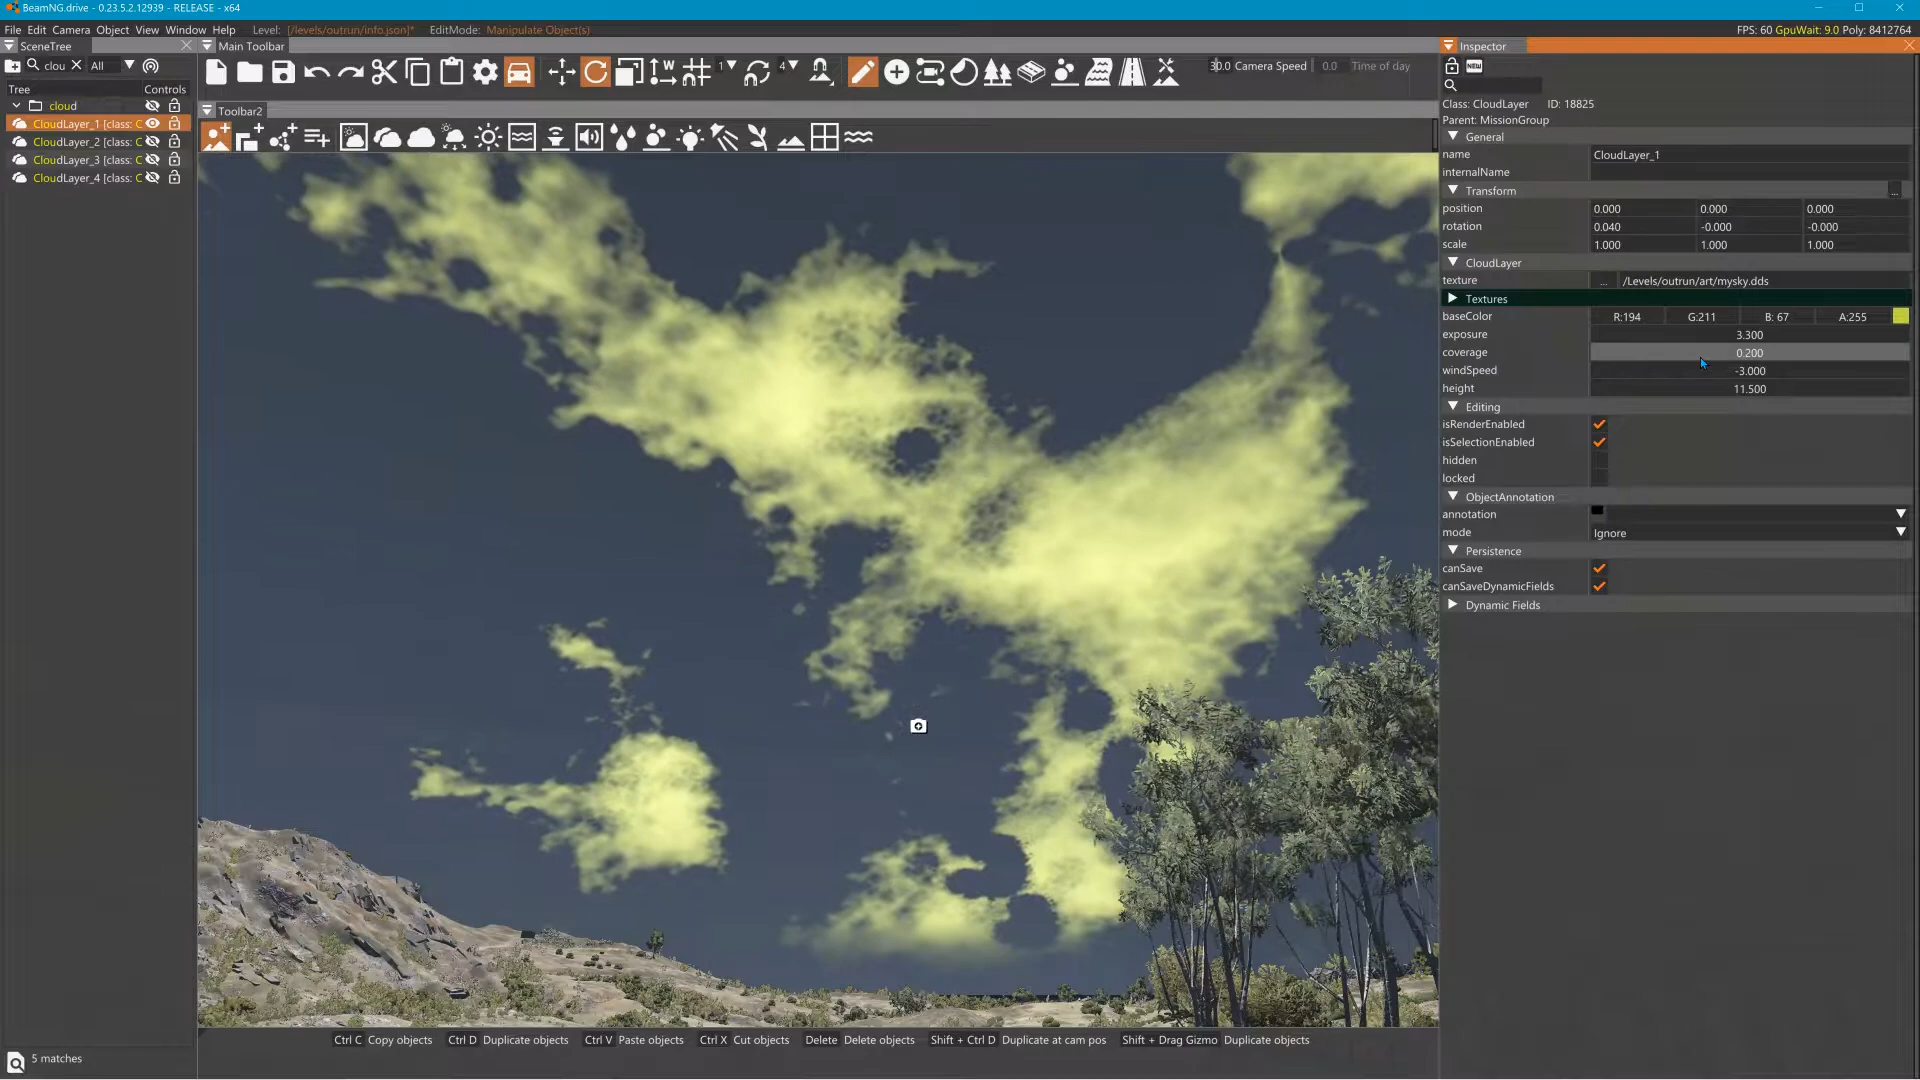 BeamNG.drive - 0.23.5.2.12939 - RELEASE - x64
File Edit Camera Object View Window Help Level: [/levels/outrun/info.json]* EditMode: Manipulate Object(s) FPS: 60 GpuWait: 9.0 Poly: 8412764
SceneTree
Main Toolbar
Inspector
clou
All
1
4
30.0 Camera Speed
0.0 Time of day
NEW
Tree Controls
cloud
CloudLayer_1 [class: C
CloudLayer_2 [class: C
CloudLayer_3 [class: C
CloudLayer_4 [class: C
Toolbar2
Class: CloudLayer ID: 18825
Parent: MissionGroup
General
name CloudLayer_1
internalName
Transform ...
position 0.000 0.000 0.000
rotation 0.040 -0.000 -0.000
scale 1.000 1.000 1.000
CloudLayer
texture ... /Levels/outrun/art/mysky.dds
Textures
baseColor R:194 G:211 B: 67 A:255
exposure 3.300
coverage 0.200
windSpeed -3.000
height 11.500
Editing
isRenderEnabled
isSelectionEnabled
hidden
locked
ObjectAnnotation
annotation
mode Ignore
Persistence
canSave
canSaveDynamicFields
Dynamic Fields
Ctrl C Copy objects Ctrl D Duplicate objects Ctrl V Paste objects Ctrl X Cut objects Delete Delete objects Shift + Ctrl D Duplicate at cam pos Shift + Drag Gizmo Duplicate objects
5 matches